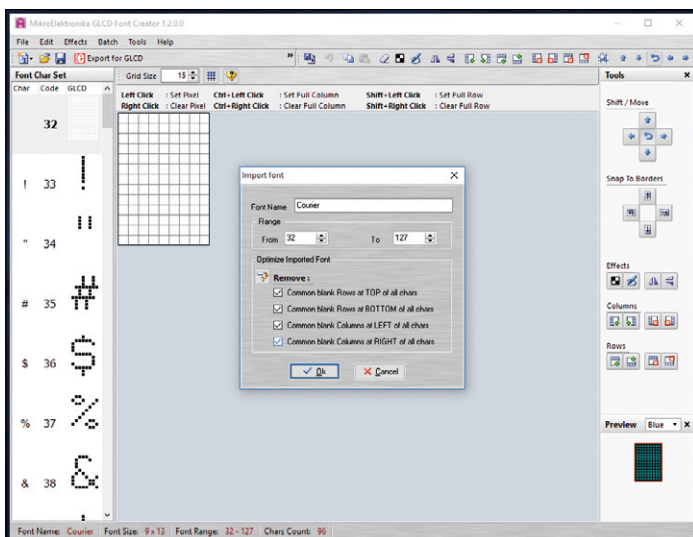 MikroElektronika GLCD Font Creator 1.2.0.0
File Edit Effects Batch Tools Help
Export for GLCD
Font Char Set
Grid Size 15
Tools
Char Code GLCD
Left Click : Set Pixel Ctrl+Left Click : Set Full Column Shift+Left Click : Set Full Row
Right Click : Clear Pixel Ctrl+Right Click : Clear Full Column Shift+Right Click : Clear Full Row
32
! 33
" 34
# 35
$ 36
% 37
& 38
Import font
Font Name Courier
Range
From 32 To 127
Optimize Imported Font
Remove :
Common blank Rows at TOP of all chars
Common blank Rows at BOTTOM of all chars
Common blank Columns at LEFT of all chars
Common blank Columns at RIGHT of all chars
Ok Cancel
Shift / Move
Snap To Borders
Effects
Columns
Rows
Preview Blue
Font Name: Courier Font Size: 9 x 13 Font Range: 32 - 127 Chars Count: 96